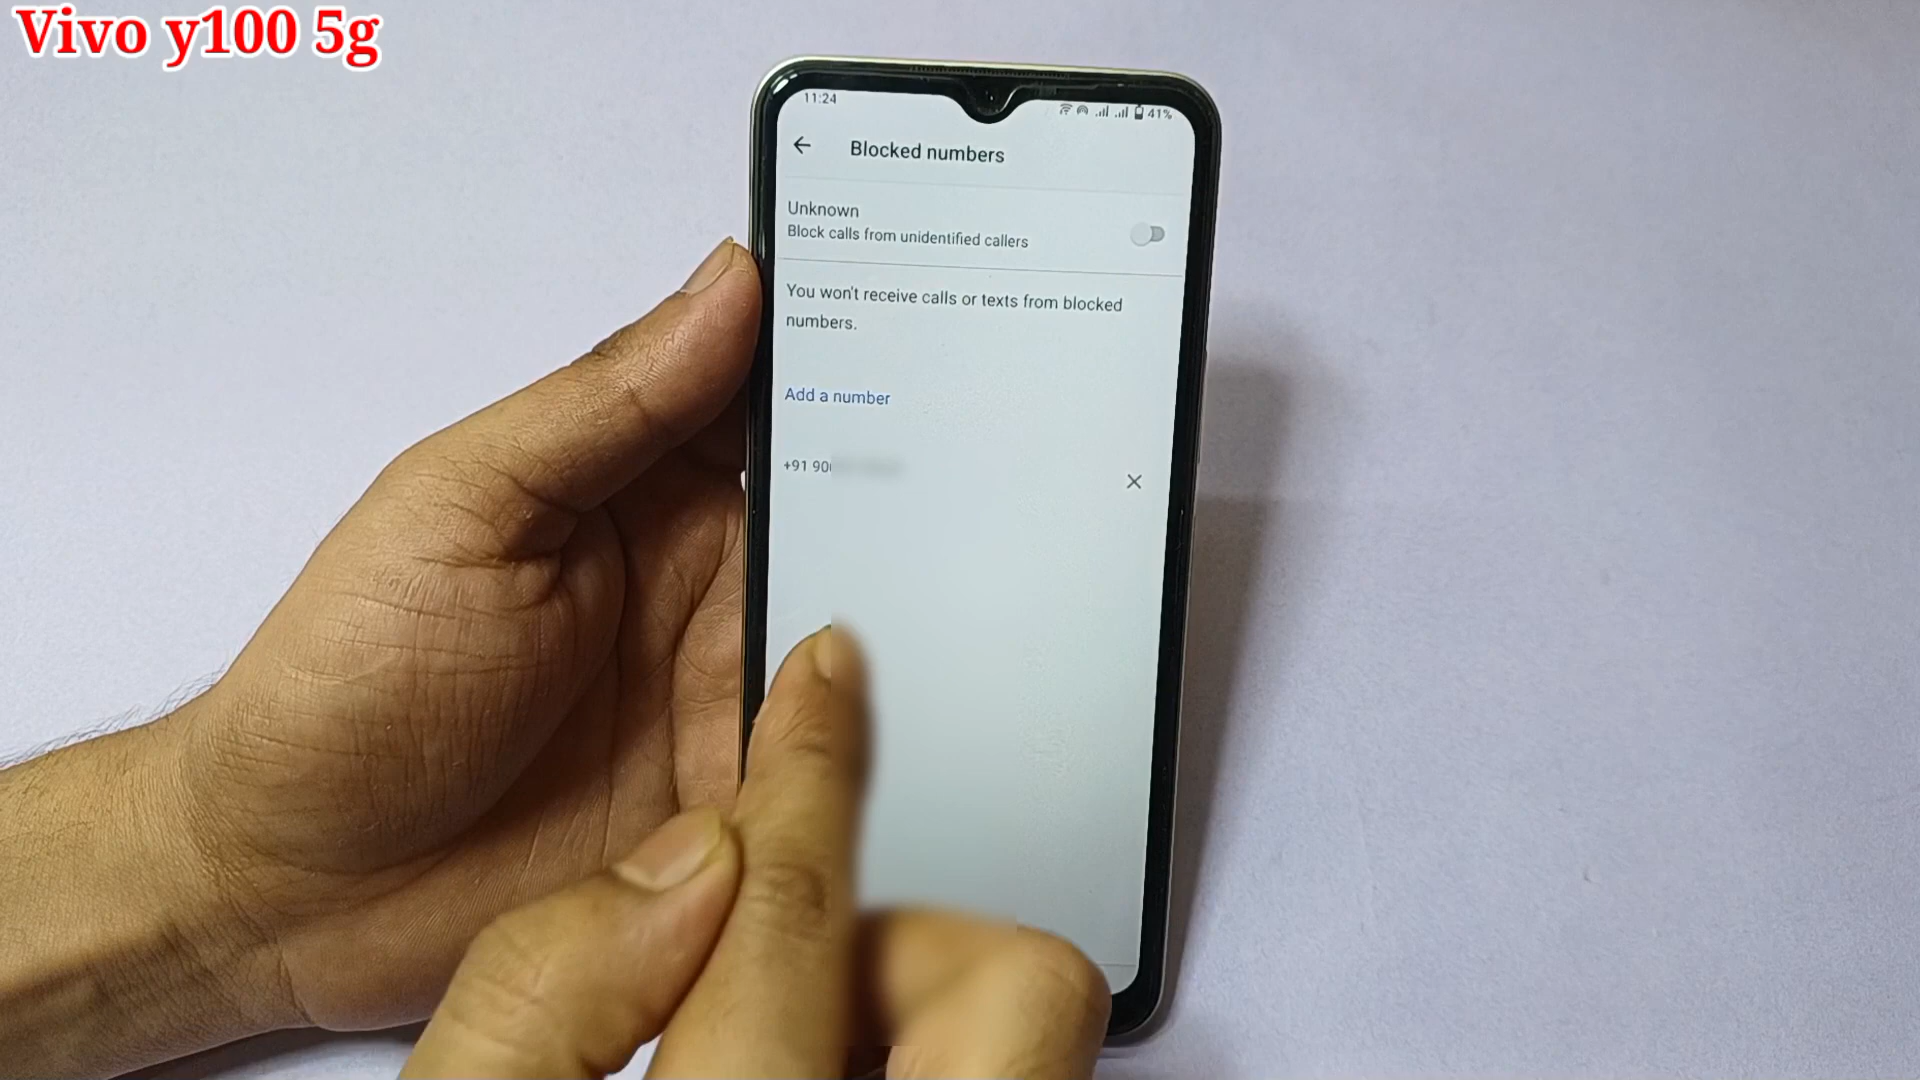 Vivo y100 5g
11:24
41%
Blocked numbers
Unknown
Block calls from unidentified callers
You won't receive calls or texts from blocked
numbers.
Add a number
+91 90